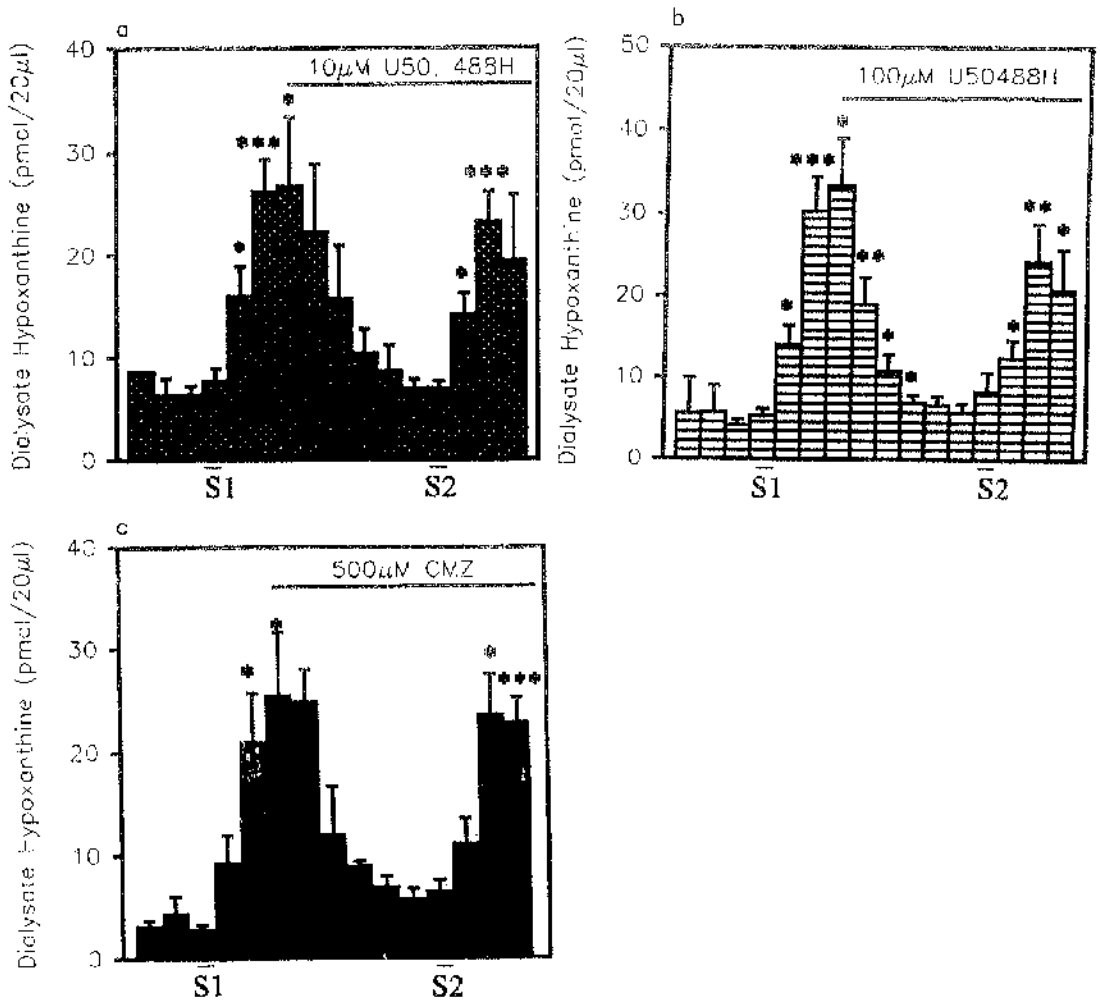 a
40
30
20
10
0
Dialysate Hypoxanthine (pmol/20µl)
10µM U50, 488H
*
***
*
***
*
S1
S2
b
50
40
30
20
10
0
Dialysate Hypoxanthine (pmol/20µl)
100µM U50488H
*
***
*
**
*
*
**
*
*
S1
S2
c
40
30
20
10
0
Dialysate Hypoxanthine (pmol/20µl)
500µM CMZ
*
*
*
***
S1
S2